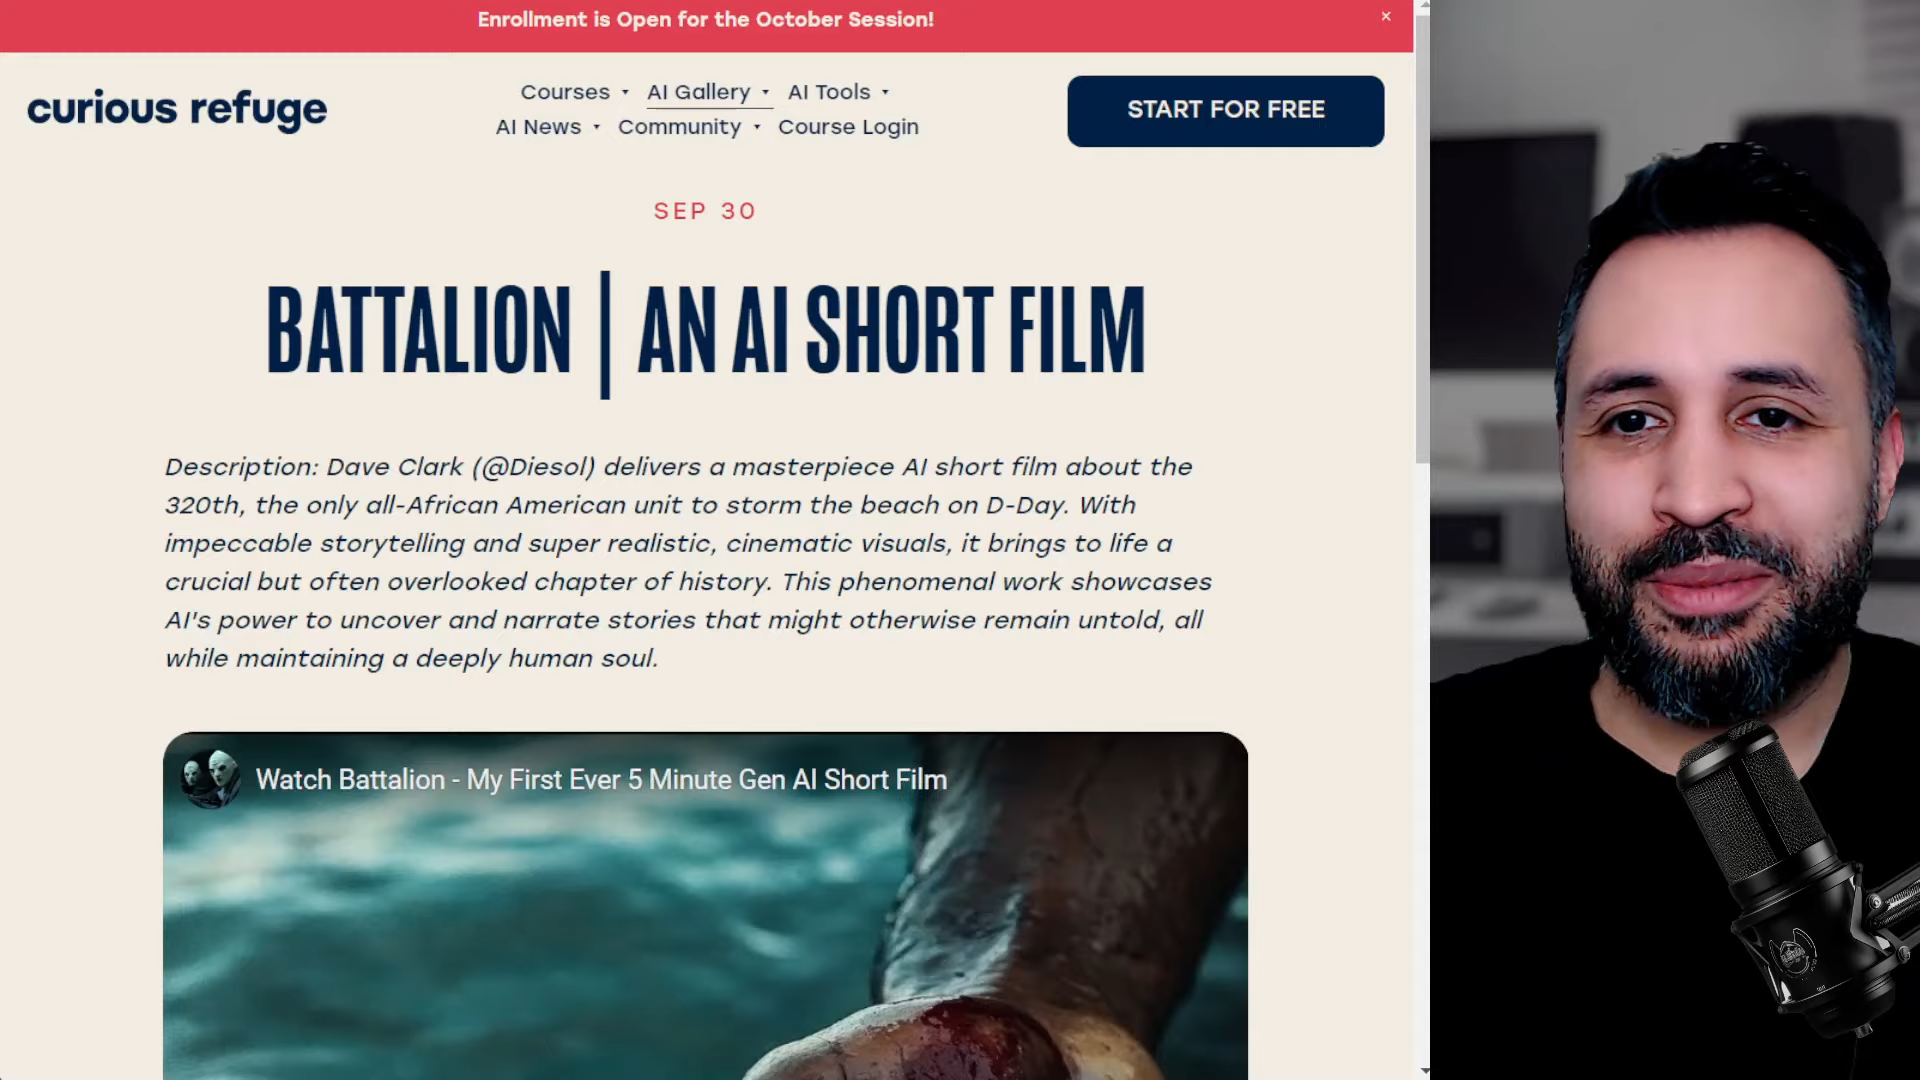 Enrollment is Open for the October Session!
×
curious refuge
Courses
AI Gallery
AI Tools
AI News
Community
Course Login
START FOR FREE
SEP 30
BATTALION | AN AI SHORT FILM
Description: Dave Clark (@Diesol) delivers a masterpiece AI short film about the
320th, the only all-African American unit to storm the beach on D-Day. With
impeccable storytelling and super realistic, cinematic visuals, it brings to life a
crucial but often overlooked chapter of history. This phenomenal work showcases
AI's power to uncover and narrate stories that might otherwise remain untold, all
while maintaining a deeply human soul.
Watch Battalion - My First Ever 5 Minute Gen AI Short Film